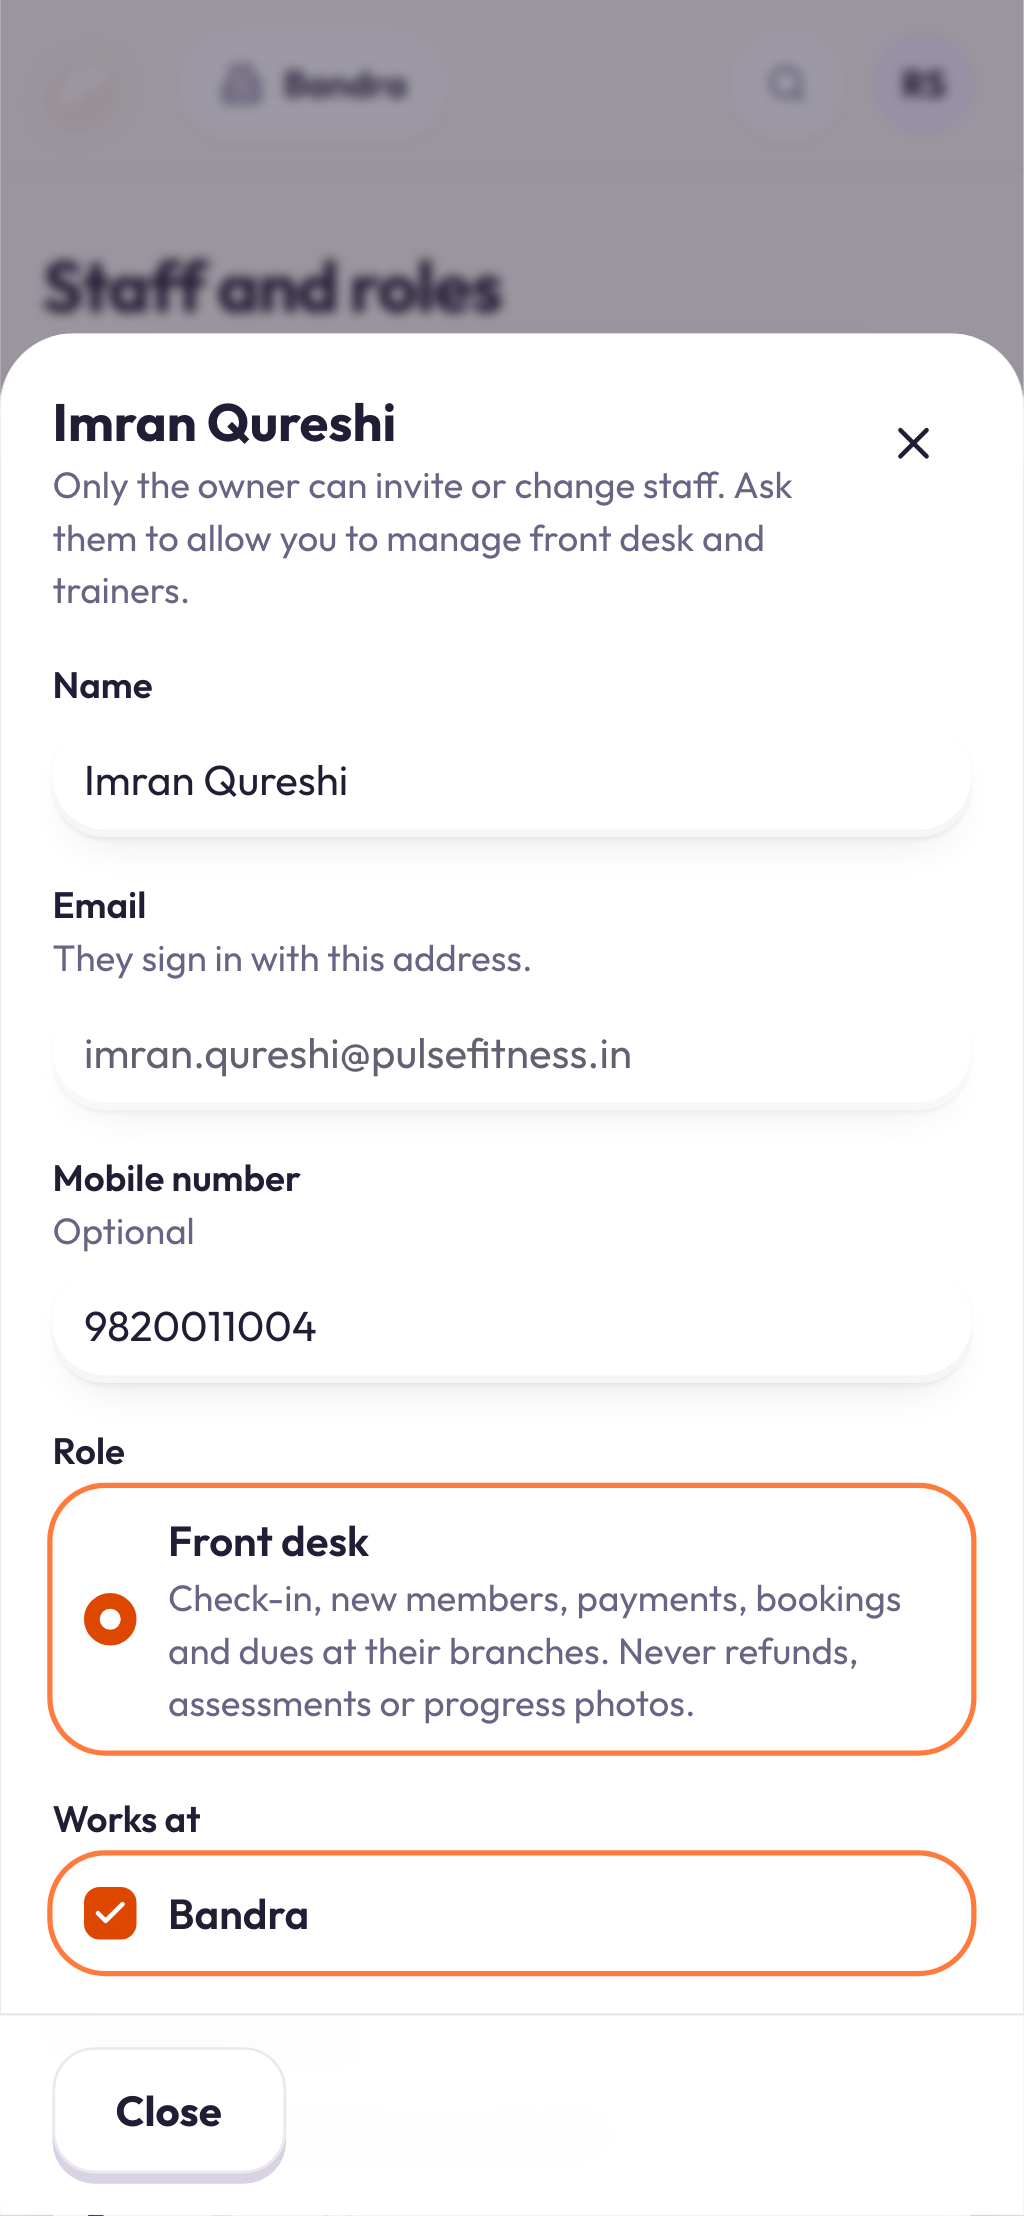 Bandra
RS
Staff and roles
Imran Qureshi
Only the owner can invite or change staff. Ask
them to allow you to manage front desk and
trainers.
Name
Imran Qureshi
Email
They sign in with this address.
imran.qureshi@pulsefitness.in
Mobile number
Optional
9820011004
Role
Front desk
Check-in, new members, payments, bookings
and dues at their branches. Never refunds,
assessments or progress photos.
Works at
Bandra
Close